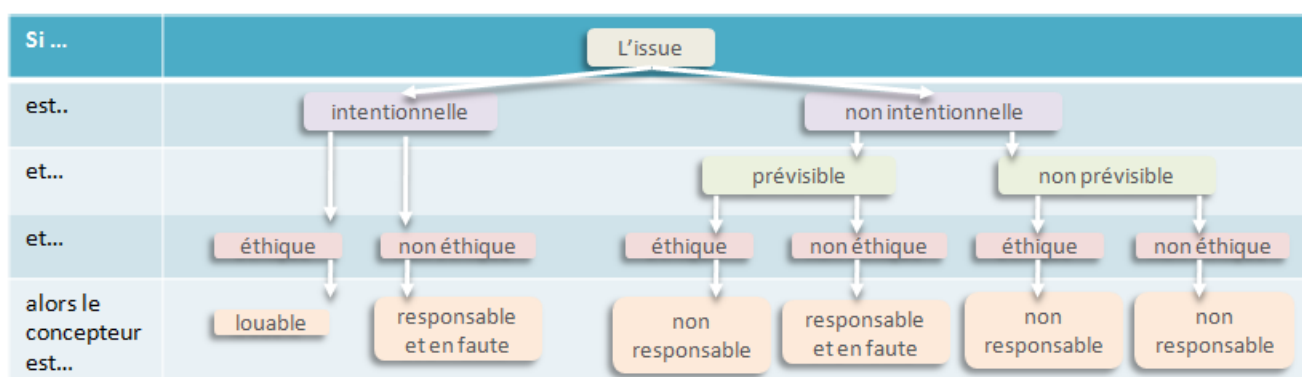 Si ...
L'issue
est..
intentionnelle
non intentionnelle
et...
prévisible
non prévisible
et...
éthique
non éthique
éthique
non éthique
éthique
non éthique
alors le
concepteur
est...
louable
responsable
et en faute
non
responsable
responsable
et en faute
non
responsable
non
responsable